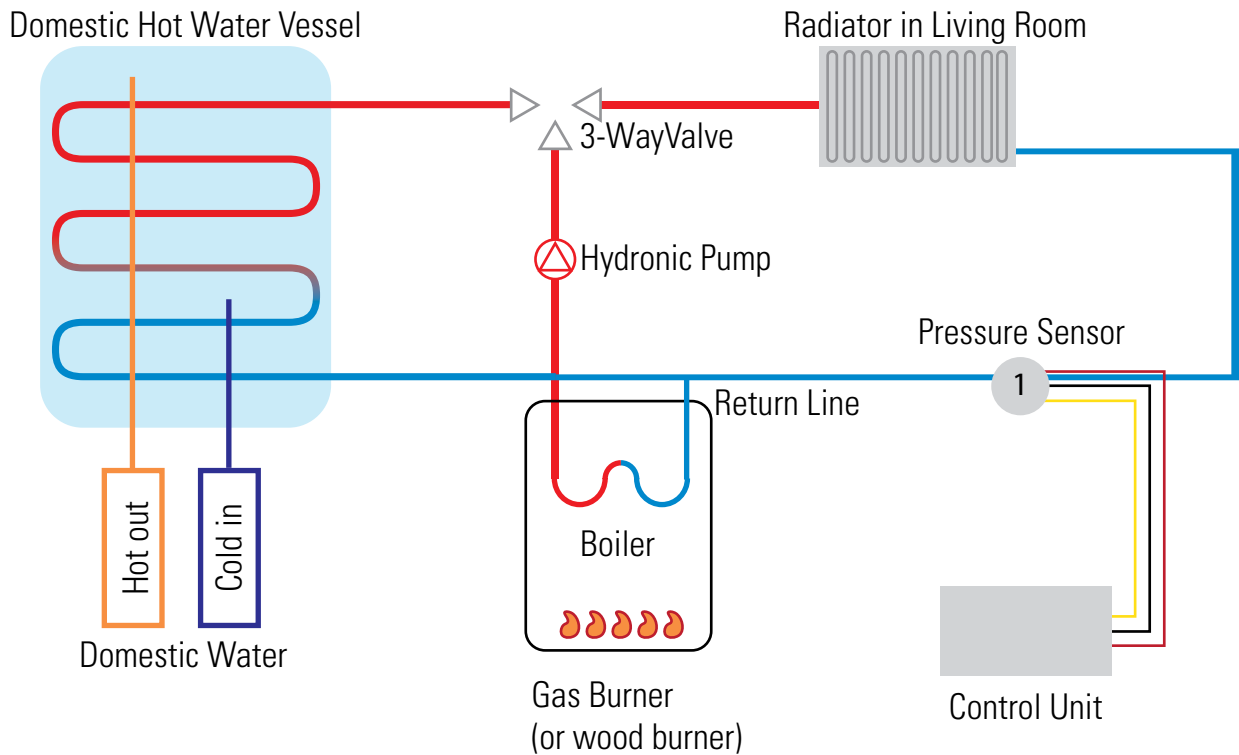 Domestic Hot Water Vessel
Radiator in Living Room
3-WayValve
Hydronic Pump
Pressure Sensor
1
Return Line
Hot out
Cold in
Boiler
Domestic Water
Gas Burner
(or wood burner)
Control Unit